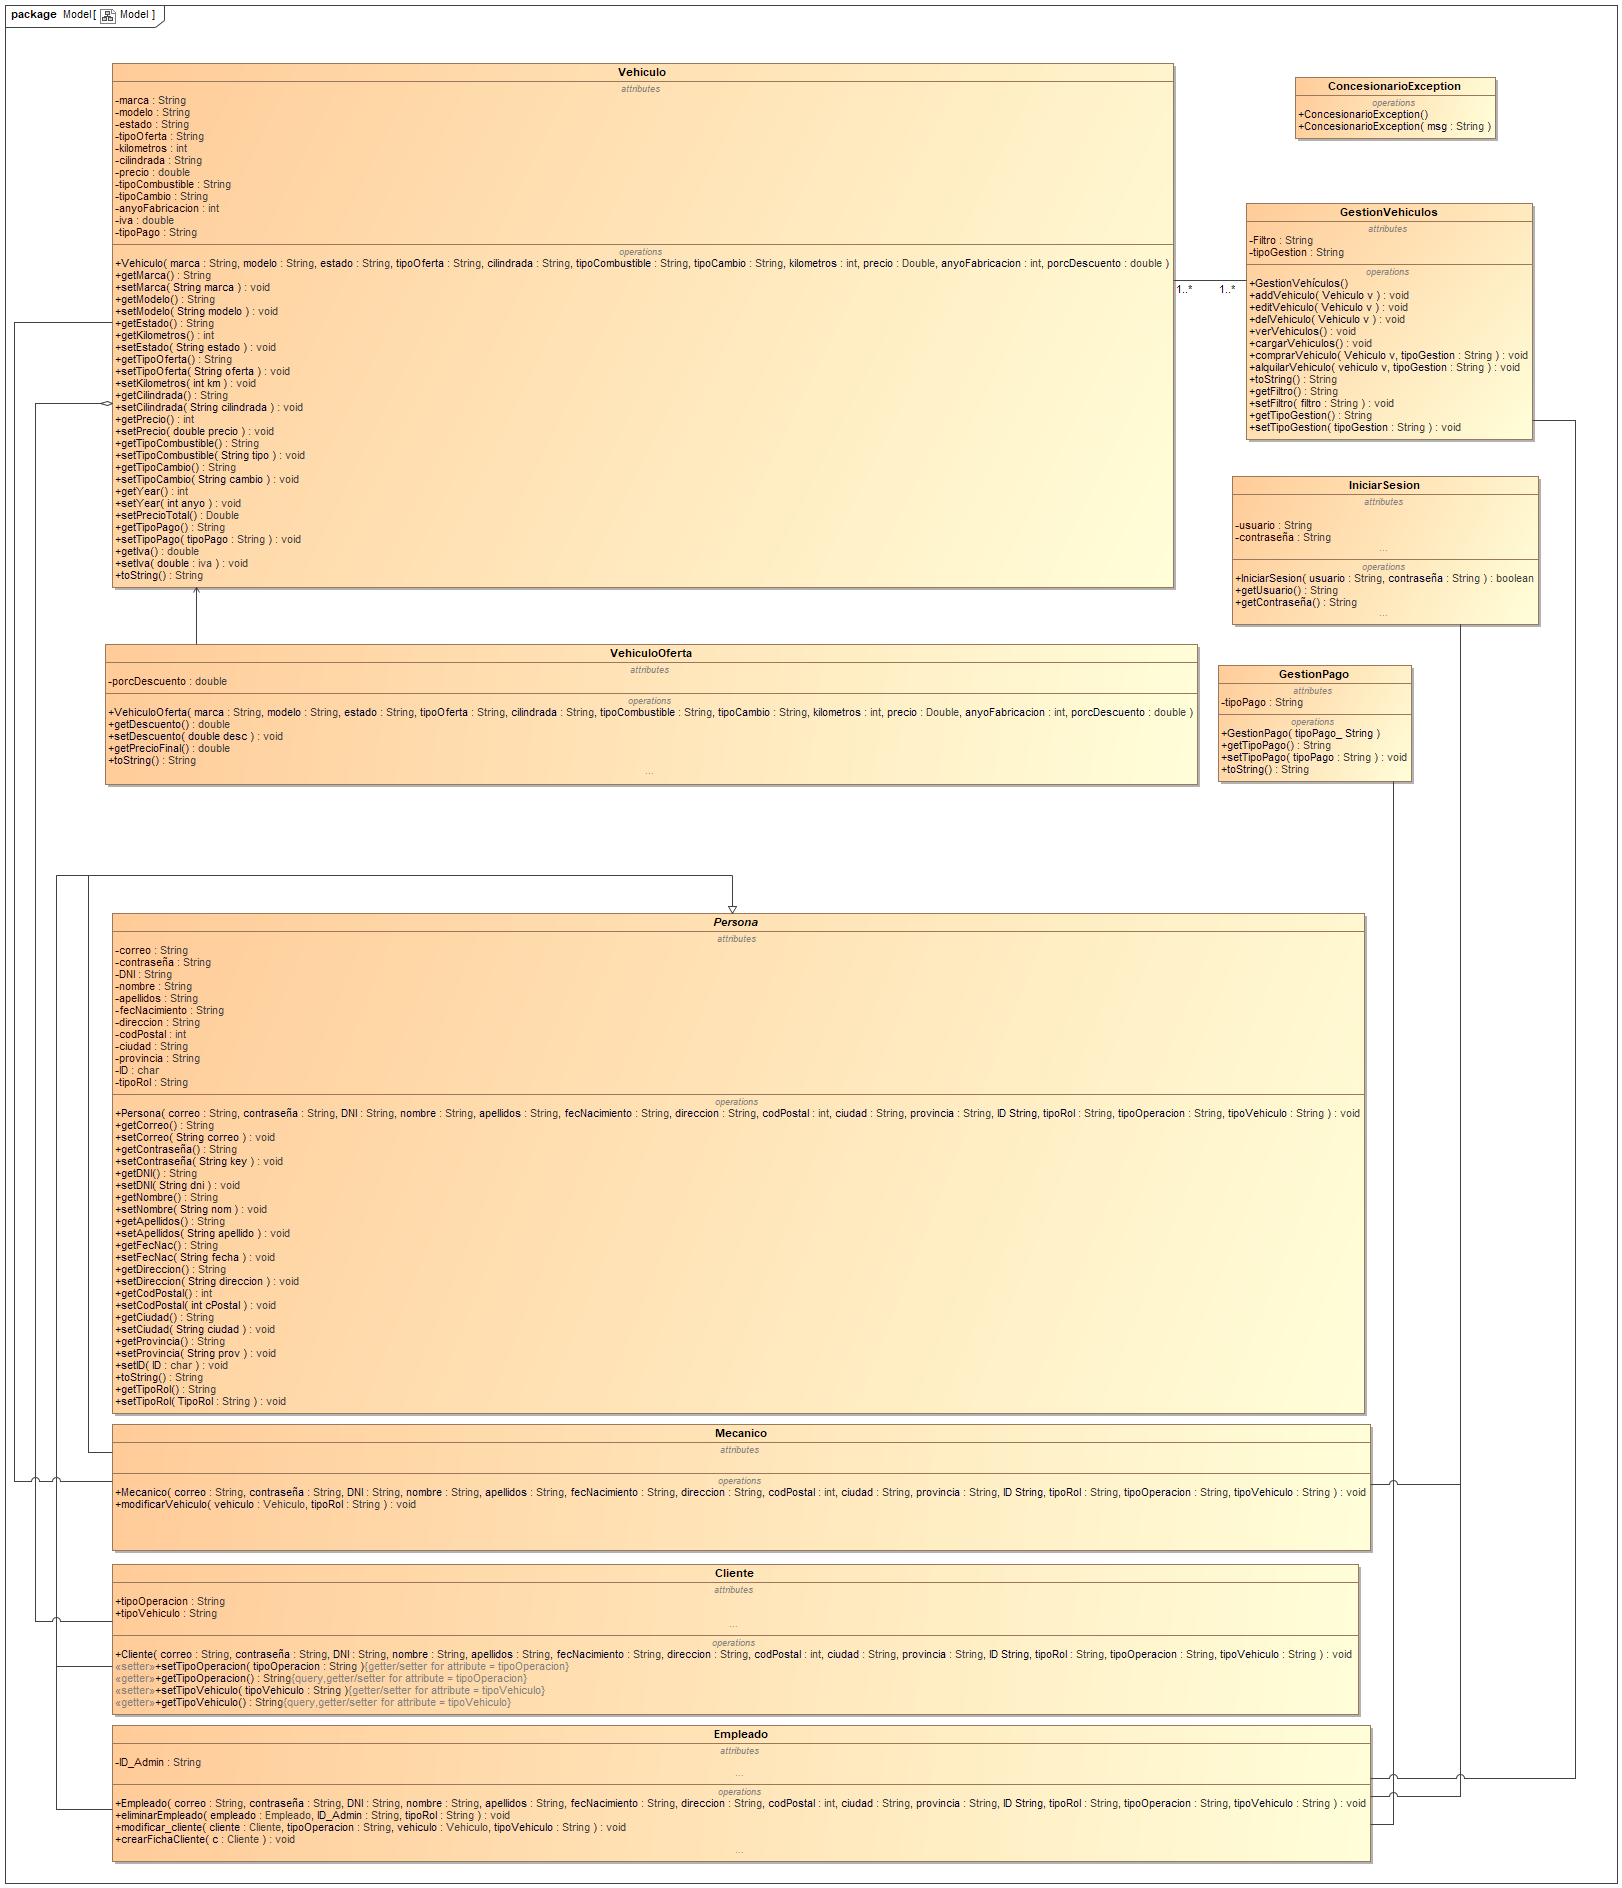 package Model[ Model ]
Vehiculo
attributes
-marca : String
-modelo : String
-estado : String
-tipoOferta : String
-kilometros : int
-cilindrada : String
-precio : double
-tipoCombustible : String
-tipoCambio : String
-anyoFabricacion : int
-iva : double
-tipoPago : String
operations
+Vehiculo( marca : String, modelo : String, estado : String, tipoOferta : String, cilindrada : String, tipoCombustible : String, tipoCambio : String, kilometros : int, precio : Double, anyoFabricacion : int, porcDescuento : double )
+getMarca() : String
+setMarca( String marca ) : void
+getModelo() : String
+setModelo( String modelo ) : void
+getEstado() : String
+getKilometros() : int
+setEstado( String estado ) : void
+getTipoOferta() : String
+setTipoOferta( String oferta ) : void
+setKilometros( int km ) : void
+getCilindrada() : String
+setCilindrada( String cilindrada ) : void
+getPrecio() : int
+setPrecio( double precio ) : void
+getTipoCombustible() : String
+setTipoCombustible( String tipo ) : void
+getTipoCambio() : String
+setTipoCambio( String cambio ) : void
+getYear() : int
+setYear( int anyo ) : void
+setPrecioTotal() : Double
+getTipoPago() : String
+setTipoPago( tipoPago : String ) : void
+getIva() : double
+setIva( double : iva ) : void
+toString() : String
ConcesionarioException
operations
+ConcesionarioException()
+ConcesionarioException( msg : String )
GestionVehiculos
attributes
-Filtro : String
-tipoGestion : String
operations
+GestionVehículos()
+addVehiculo( Vehiculo v ) : void
+editVehiculo( Vehiculo v ) : void
+delVehiculo( Vehiculo v ) : void
+verVehiculos() : void
+cargarVehiculos() : void
+comprarVehiculo( Vehiculo v, tipoGestion : String ) : void
+alquilarVehiculo( vehiculo v, tipoGestion : String ) : void
+toString() : String
+getFiltro() : String
+setFiltro( filtro : String ) : void
+getTipoGestion() : String
+setTipoGestion( tipoGestion : String ) : void
1..* 1..*
IniciarSesion
attributes
-usuario : String
-contraseña : String
...
operations
+IniciarSesion( usuario : String, contraseña : String ) : boolean
+getUsuario() : String
+getContraseña() : String
...
VehiculoOferta
attributes
-porcDescuento : double
operations
+VehiculoOferta( marca : String, modelo : String, estado : String, tipoOferta : String, cilindrada : String, tipoCombustible : String, tipoCambio : String, kilometros : int, precio : Double, anyoFabricacion : int, porcDescuento : double )
+getDescuento() : double
+setDescuento( double desc ) : void
+getPrecioFinal() : double
+toString() : String
...
GestionPago
attributes
-tipoPago : String
operations
+GestionPago( tipoPago_ String )
+getTipoPago() : String
+setTipoPago( tipoPago : String ) : void
+toString() : String
Persona
attributes
-correo : String
-contraseña : String
-DNI : String
-nombre : String
-apellidos : String
-fecNacimiento : String
-direccion : String
-codPostal : int
-ciudad : String
-provincia : String
-ID : char
-tipoRol : String
operations
+Persona( correo : String, contraseña : String, DNI : String, nombre : String, apellidos : String, fecNacimiento : String, direccion : String, codPostal : int, ciudad : String, provincia : String, ID String, tipoRol : String, tipoOperacion : String, tipoVehiculo : String ) : void
+getCorreo() : String
+setCorreo( String correo ) : void
+getContraseña() : String
+setContraseña( String key ) : void
+getDNI() : String
+setDNI( String dni ) : void
+getNombre() : String
+setNombre( String nom ) : void
+getApellidos() : String
+setApellidos( String apellido ) : void
+getFecNac() : String
+setFecNac( String fecha ) : void
+getDireccion() : String
+setDireccion( String direccion ) : void
+getCodPostal() : int
+setCodPostal( int cPostal ) : void
+getCiudad() : String
+setCiudad( String ciudad ) : void
+getProvincia() : String
+setProvincia( String prov ) : void
+setID( ID : char ) : void
+toString() : String
+getTipoRol() : String
+setTipoRol( TipoRol : String ) : void
Mecanico
attributes
operations
+Mecanico( correo : String, contraseña : String, DNI : String, nombre : String, apellidos : String, fecNacimiento : String, direccion : String, codPostal : int, ciudad : String, provincia : String, ID String, tipoRol : String, tipoOperacion : String, tipoVehiculo : String ) : void
+modificarVehiculo( vehiculo : Vehiculo, tipoRol : String ) : void
Cliente
attributes
+tipoOperacion : String
+tipoVehiculo : String
...
operations
+Cliente( correo : String, contraseña : String, DNI : String, nombre : String, apellidos : String, fecNacimiento : String, direccion : String, codPostal : int, ciudad : String, provincia : String, ID String, tipoRol : String, tipoOperacion : String, tipoVehiculo : String ) : void
«setter»+setTipoOperacion( tipoOperacion : String ){getter/setter for attribute = tipoOperacion}
«getter»+getTipoOperacion() : String{query,getter/setter for attribute = tipoOperacion}
«setter»+setTipoVehiculo( tipoVehiculo : String ){getter/setter for attribute = tipoVehiculo}
«getter»+getTipoVehiculo() : String{query,getter/setter for attribute = tipoVehiculo}
Empleado
attributes
-ID_Admin : String
...
operations
+Empleado( correo : String, contraseña : String, DNI : String, nombre : String, apellidos : String, fecNacimiento : String, direccion : String, codPostal : int, ciudad : String, provincia : String, ID String, tipoRol : String, tipoOperacion : String, tipoVehiculo : String ) : void
+eliminarEmpleado( empleado : Empleado, ID_Admin : String, tipoRol : String ) : void
+modificar_cliente( cliente : Cliente, tipoOperacion : String, vehiculo : Vehiculo, tipoVehiculo : String ) : void
+crearFichaCliente( c : Cliente ) : void
...